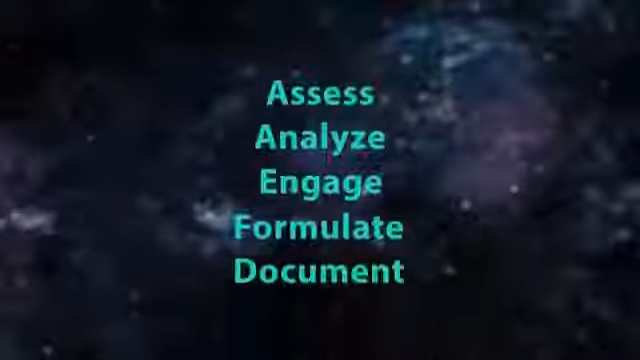 Assess
Analyze
Engage
Formulate
Document